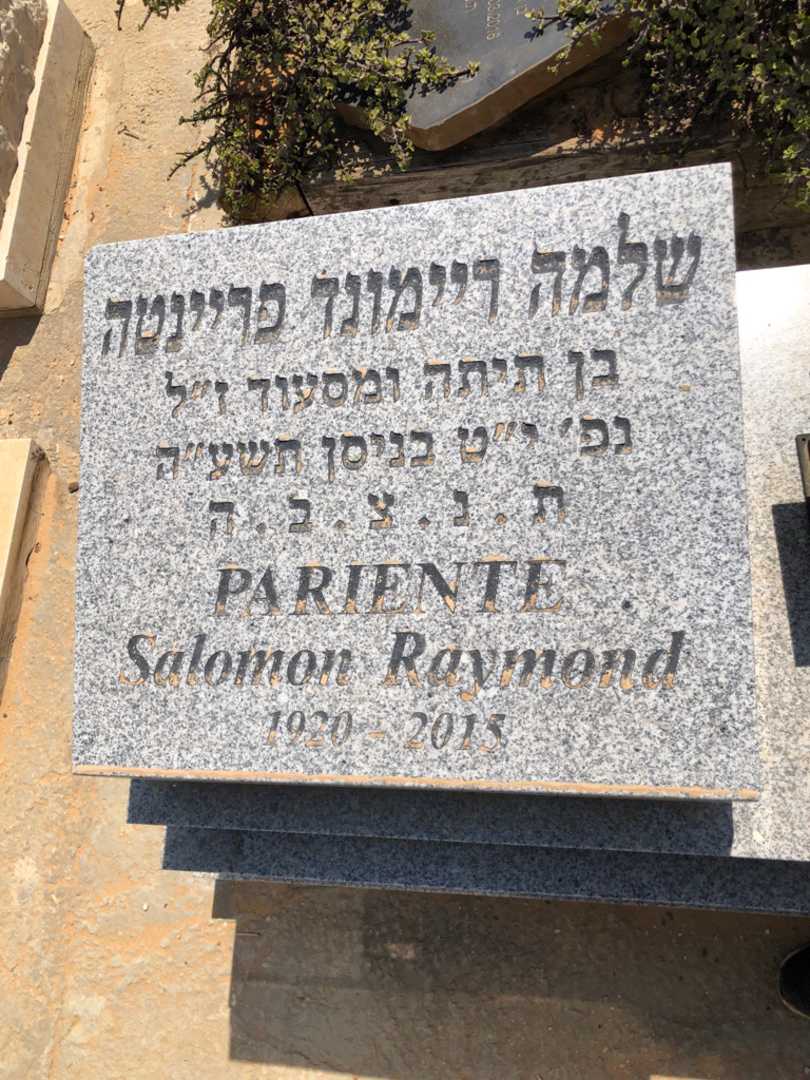 שלמה ריימונד פריינטה
בן תיתה ומסעוד ז״ל
נפ׳ י״ט בניסן תשע״ה
ת . נ . צ . ב . ה
PARIENTE
Salomon Raymond
1920 - 2015